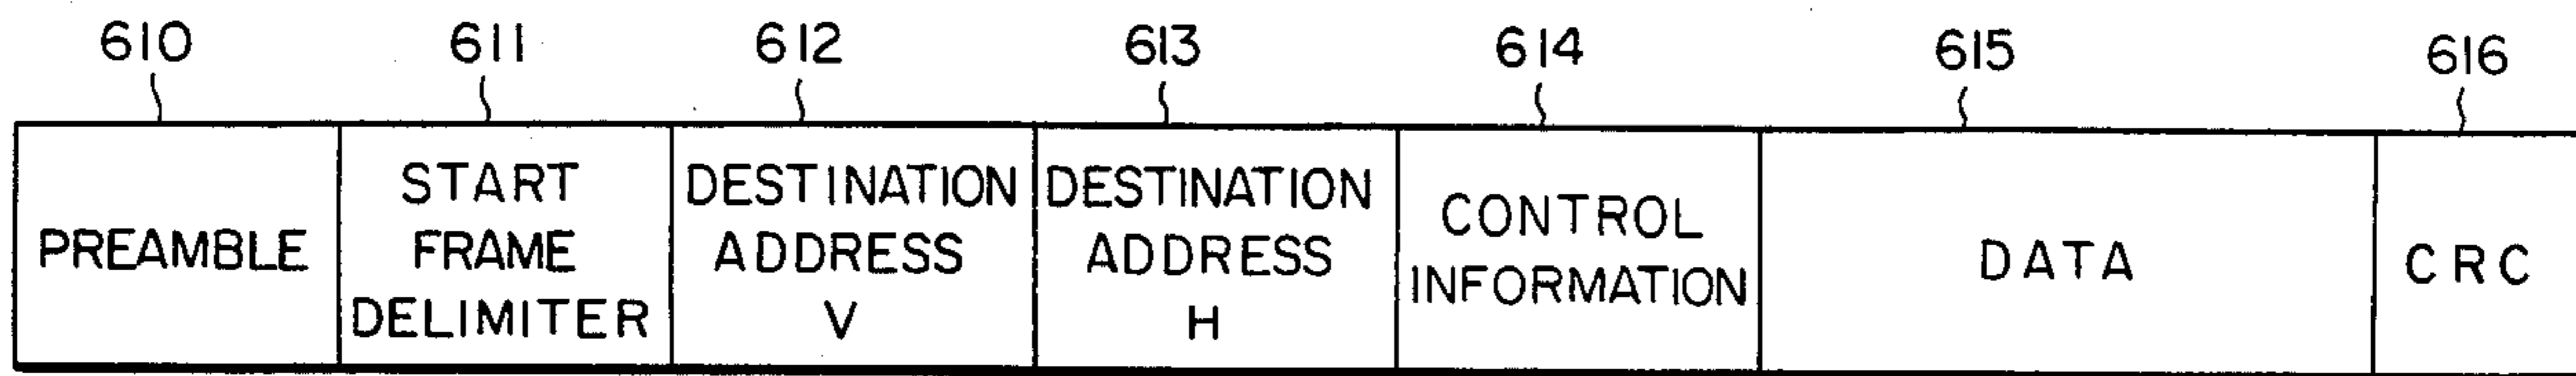 610 611 612 613 614 615 616
PREAMBLE
START
FRAME
DELIMITER
DESTINATION
ADDRESS
V
DESTINATION
ADDRESS
H
CONTROL
INFORMATION
DATA
CRC